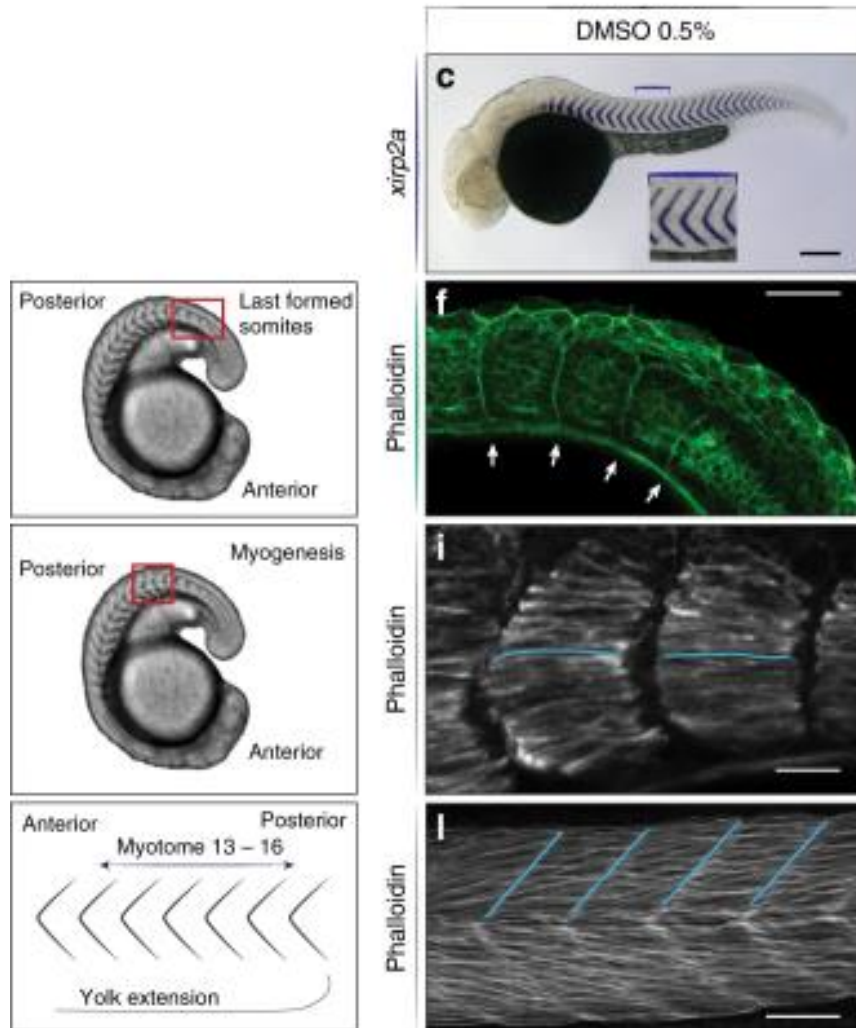 DMSO 0.5%
c
xirp2a
Posterior
Last formed
somites
Anterior
f
Phalloidin
Myogenesis
Posterior
Anterior
i
Phalloidin
Anterior
Posterior
Myotome 13 – 16
Yolk extension
l
Phalloidin